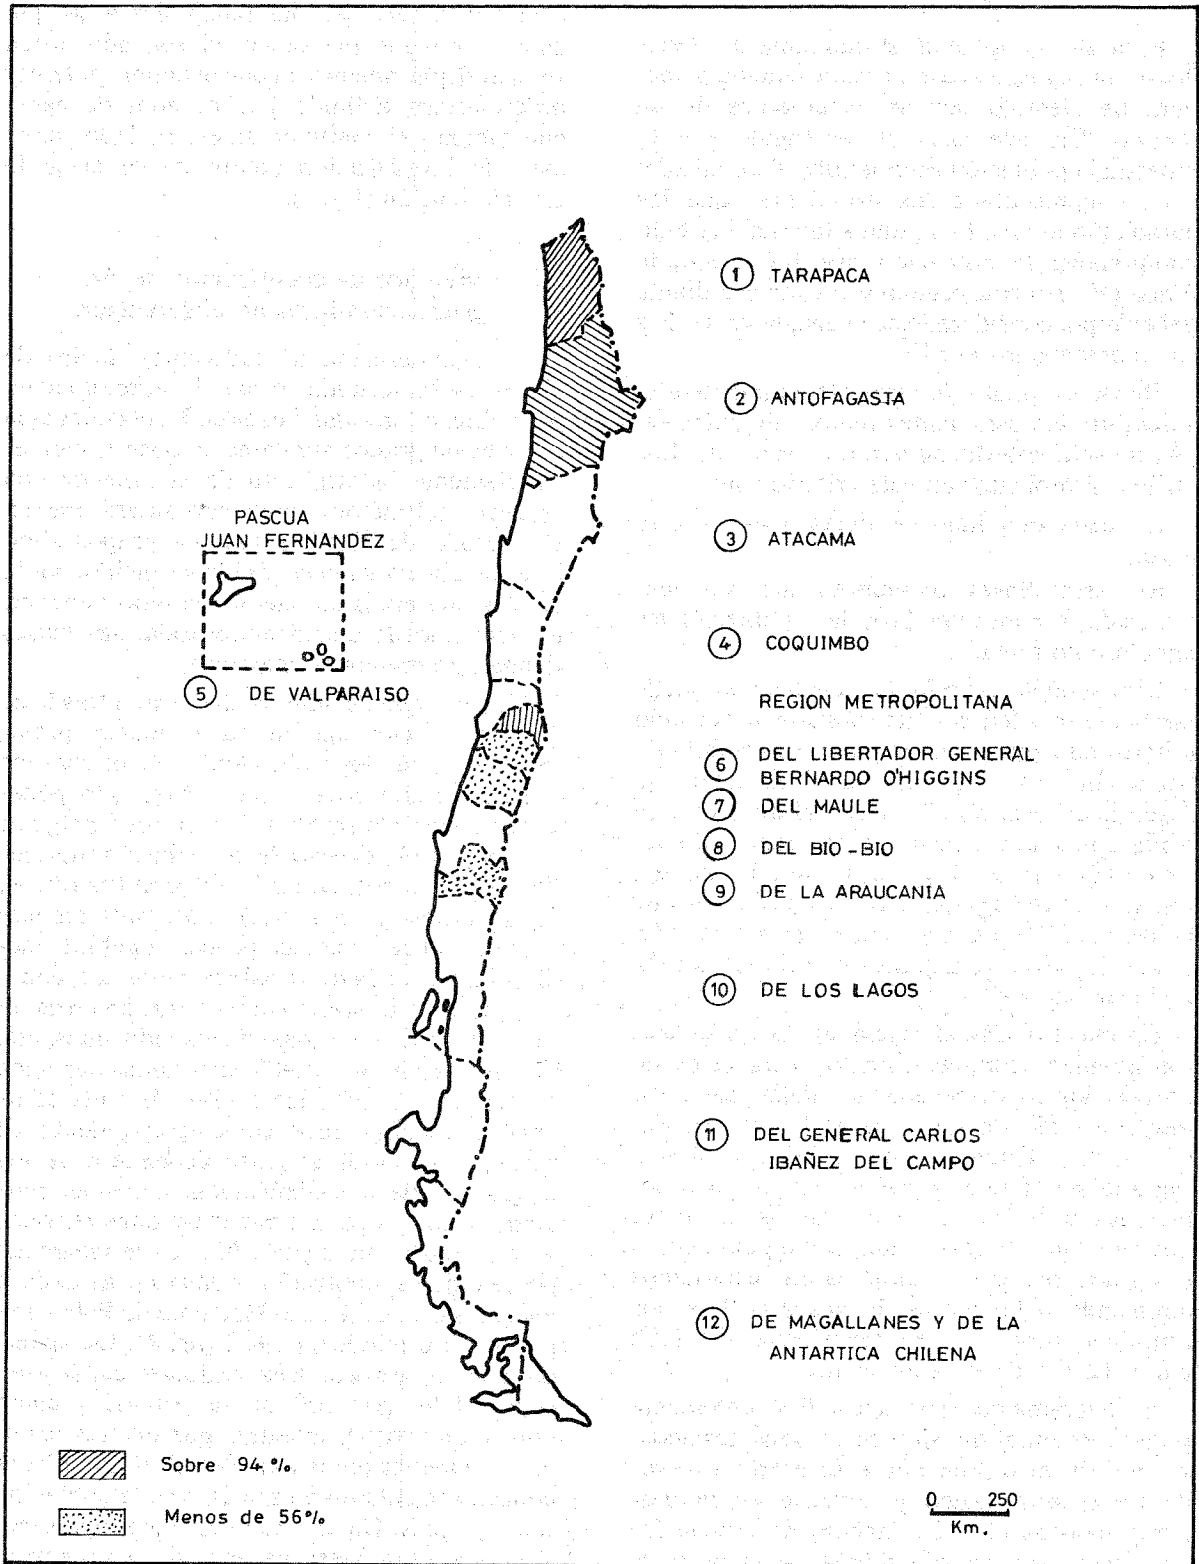 1 TARAPACA
2 ANTOFAGASTA
PASCUA
JUAN FERNANDEZ
3 ATACAMA
4 COQUIMBO
5 DE VALPARAISO
REGION METROPOLITANA
6 DEL LIBERTADOR GENERAL
BERNARDO O'HIGGINS
7 DEL MAULE
8 DEL BIO-BIO
9 DE LA ARAUCANIA
10 DE LOS LAGOS
11 DEL GENERAL CARLOS
IBAÑEZ DEL CAMPO
12 DE MAGALLANES Y DE LA
ANTARTICA CHILENA
Sobre 94 %
Menos de 56%
0 250
Km.